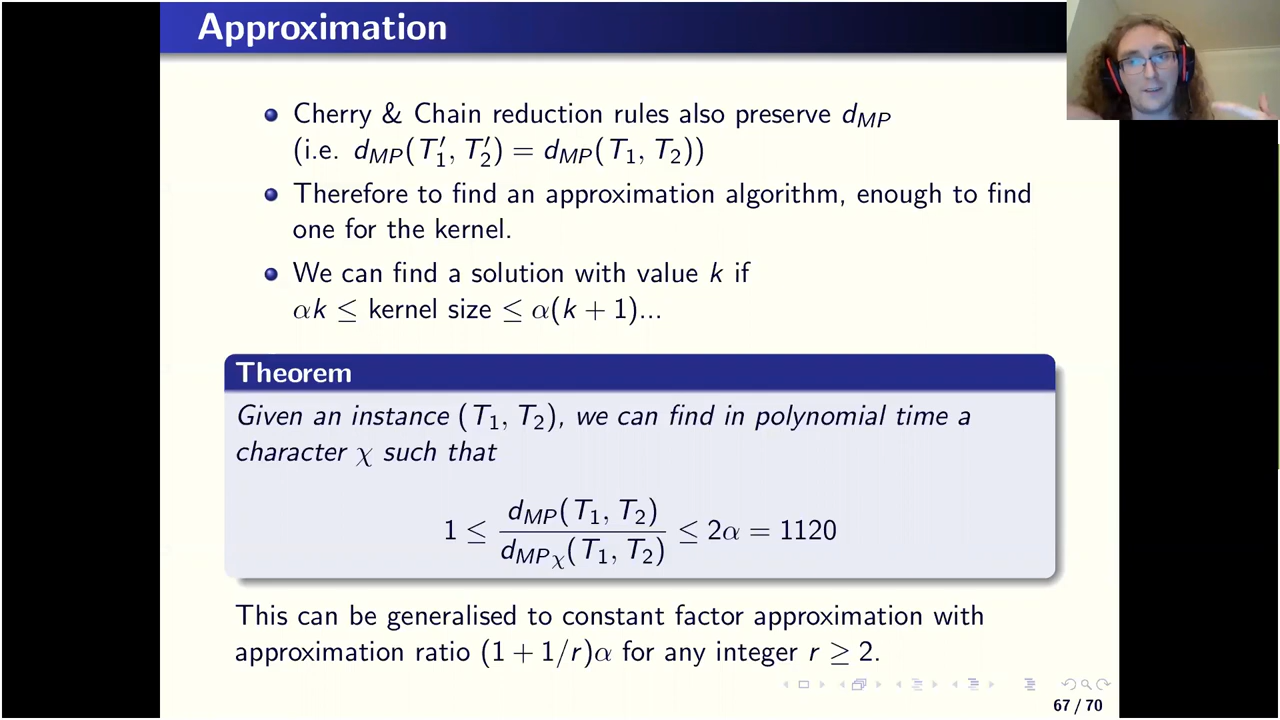 Approximation
Cherry & Chain reduction rules also preserve d_MP
(i.e. d_MP(T′_1, T′_2) = d_MP(T_1, T_2))
Therefore to find an approximation algorithm, enough to find
one for the kernel.
We can find a solution with value k if
αk ≤ kernel size ≤ α(k + 1)...
Theorem
Given an instance (T_1, T_2), we can find in polynomial time a
character χ such that
1 ≤ d_MP(T_1, T_2) / d_MP_χ(T_1, T_2) ≤ 2α = 1120
This can be generalised to constant factor approximation with
approximation ratio (1 + 1/r)α for any integer r ≥ 2.
67 / 70